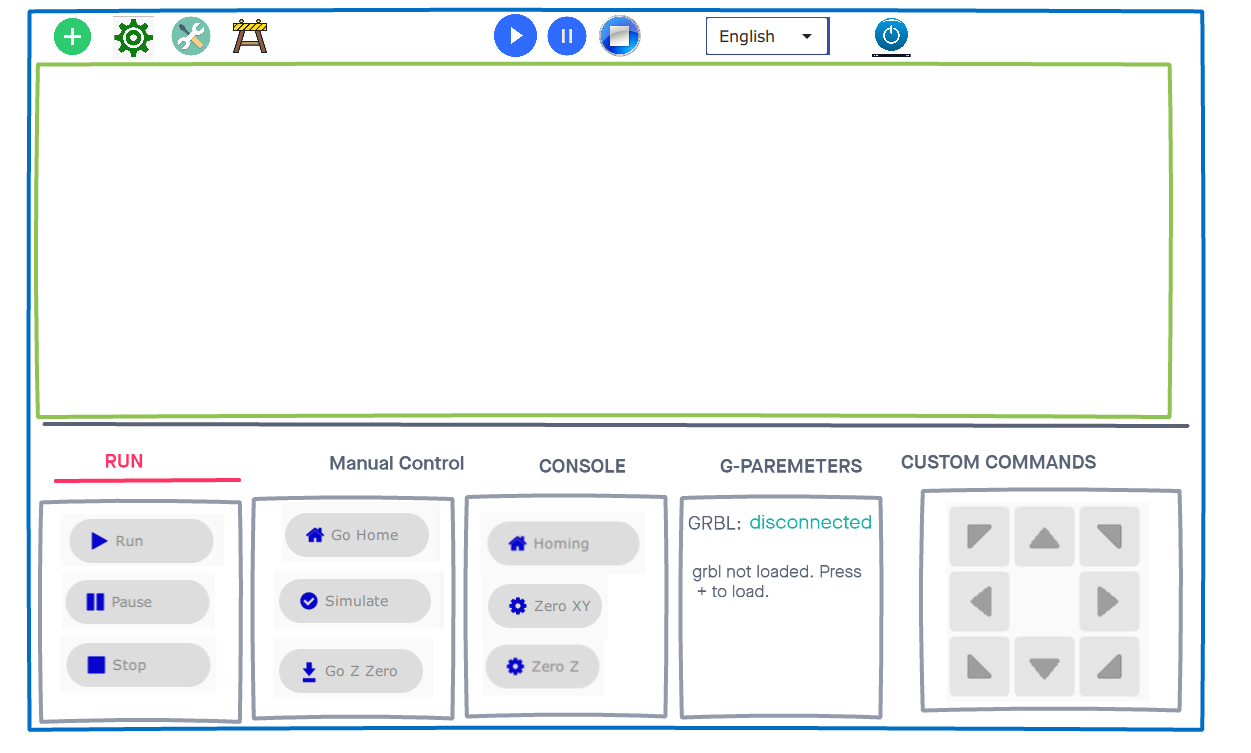 English
RUN
Manual Control
CONSOLE
G-PAREMETERS
CUSTOM COMMANDS
Run
Pause
Stop
Go Home
Simulate
Go Z Zero
Homing
Zero XY
Zero Z
GRBL: disconnected
grbl not loaded. Press
+ to load.